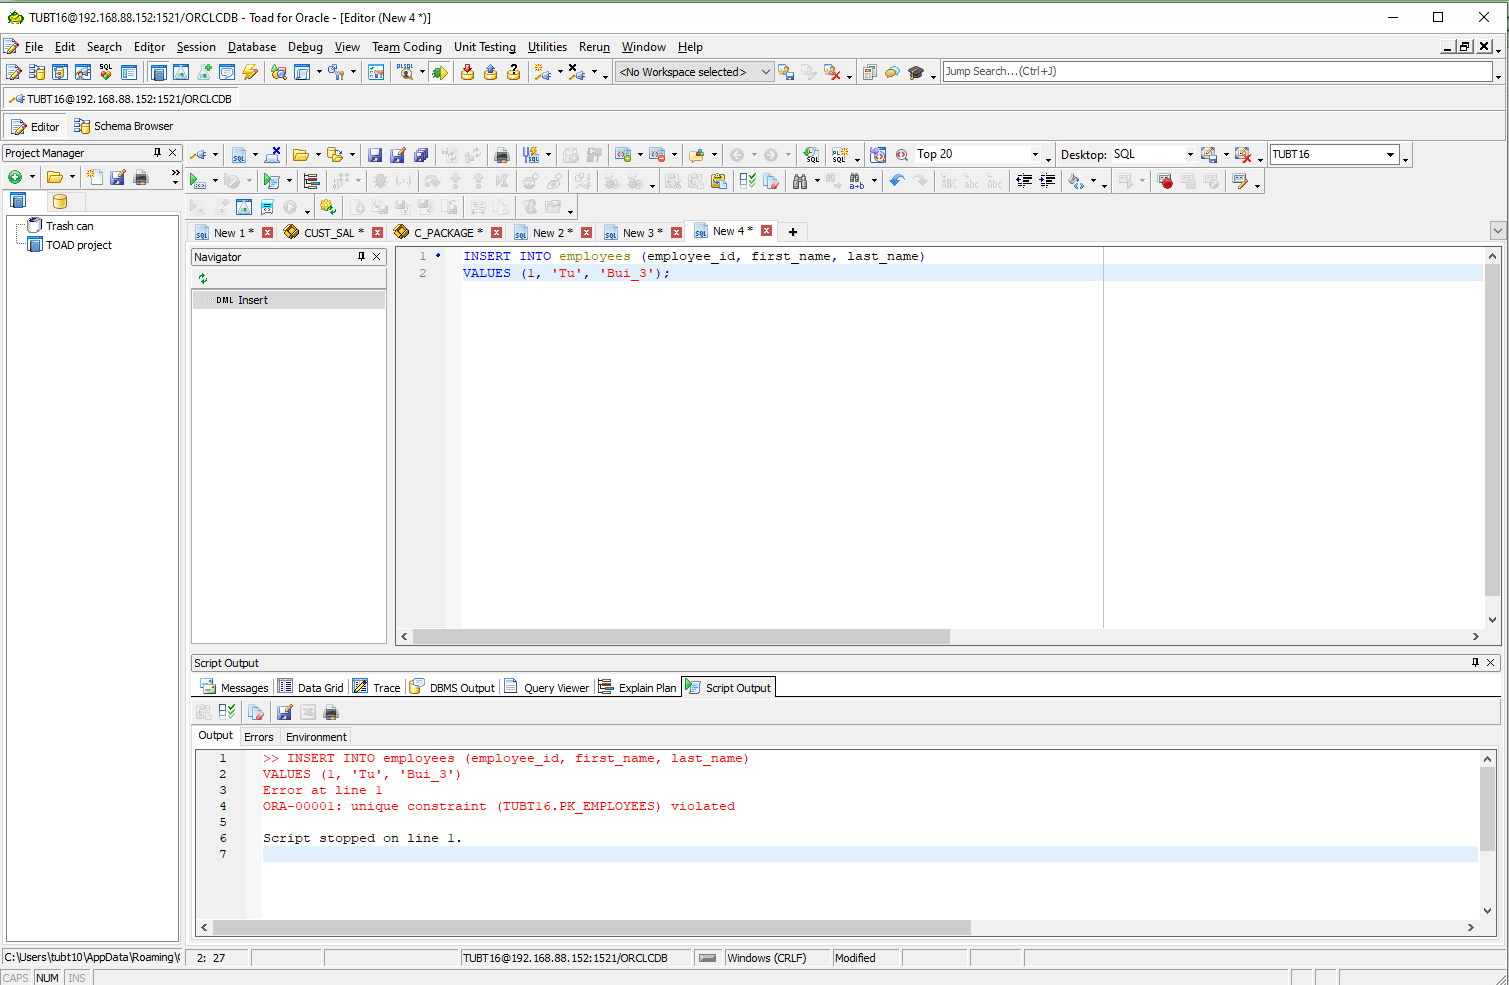 TUBT16@192.168.88.152:1521/ORCLCDB - Toad for Oracle - [Editor (New 4 *)]
File Edit Search Editor Session Database Debug View Team Coding Unit Testing Utilities Rerun Window Help
<No Workspace selected> Jump Search...(Ctrl+J)
TUBT16@192.168.88.152:1521/ORCLCDB
Editor Schema Browser
Project Manager
Top 20 Desktop: SQL TUBT16
Trash can
TOAD project
New 1 * CUST_SAL * C_PACKAGE * New 2 * New 3 * New 4 *
Navigator
DML Insert
1 INSERT INTO employees (employee_id, first_name, last_name)
2 VALUES (1, 'Tu', 'Bui_3');
Script Output
Messages Data Grid Trace DBMS Output Query Viewer Explain Plan Script Output
Output Errors Environment
1 >> INSERT INTO employees (employee_id, first_name, last_name)
2 VALUES (1, 'Tu', 'Bui_3')
3 Error at line 1
4 ORA-00001: unique constraint (TUBT16.PK_EMPLOYEES) violated
5
6 Script stopped on line 1.
7
C:\Users\tubt10\AppData\Roaming\ 2: 27 TUBT16@192.168.88.152:1521/ORCLCDB Windows (CRLF) Modified
CAPS NUM INS